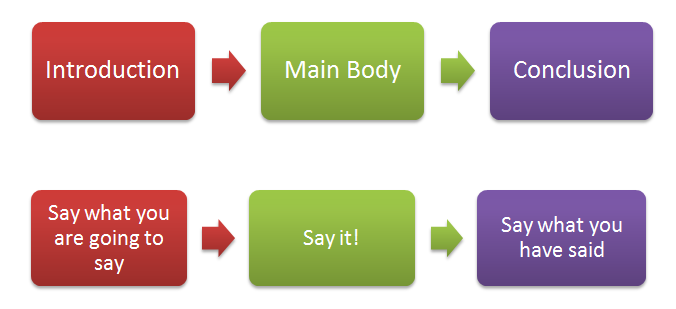 Introduction
Main Body
Conclusion
Say what you
are going to
say
Say it!
Say what you
have said